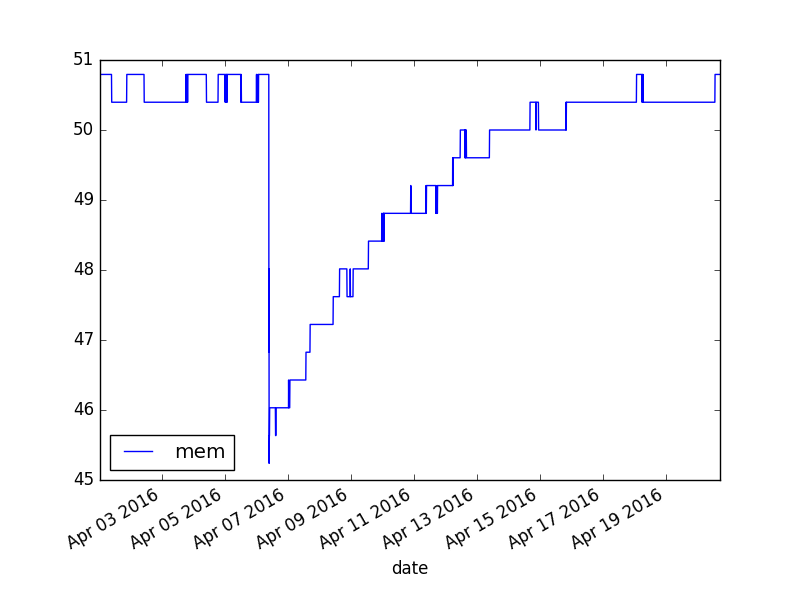 51
50
49
48
47
46
45
mem
Apr 03 2016
Apr 05 2016
Apr 07 2016
Apr 09 2016
Apr 11 2016
Apr 13 2016
Apr 15 2016
Apr 17 2016
Apr 19 2016
date